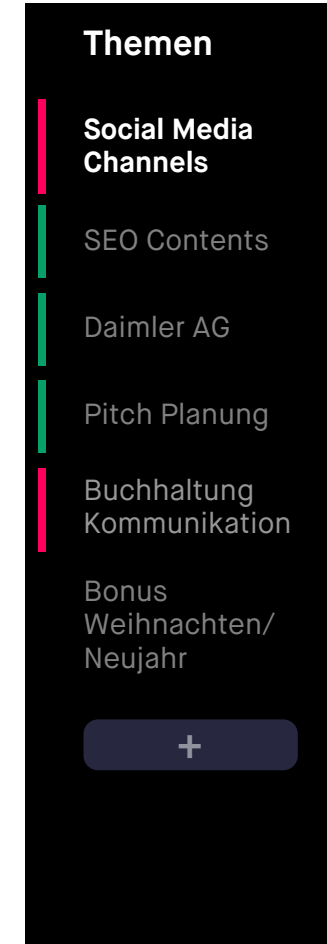 Themen
Social Media
Channels
SEO Contents
Daimler AG
Pitch Planung
Buchhaltung
Kommunikation
Bonus
Weihnachten/
Neujahr
+